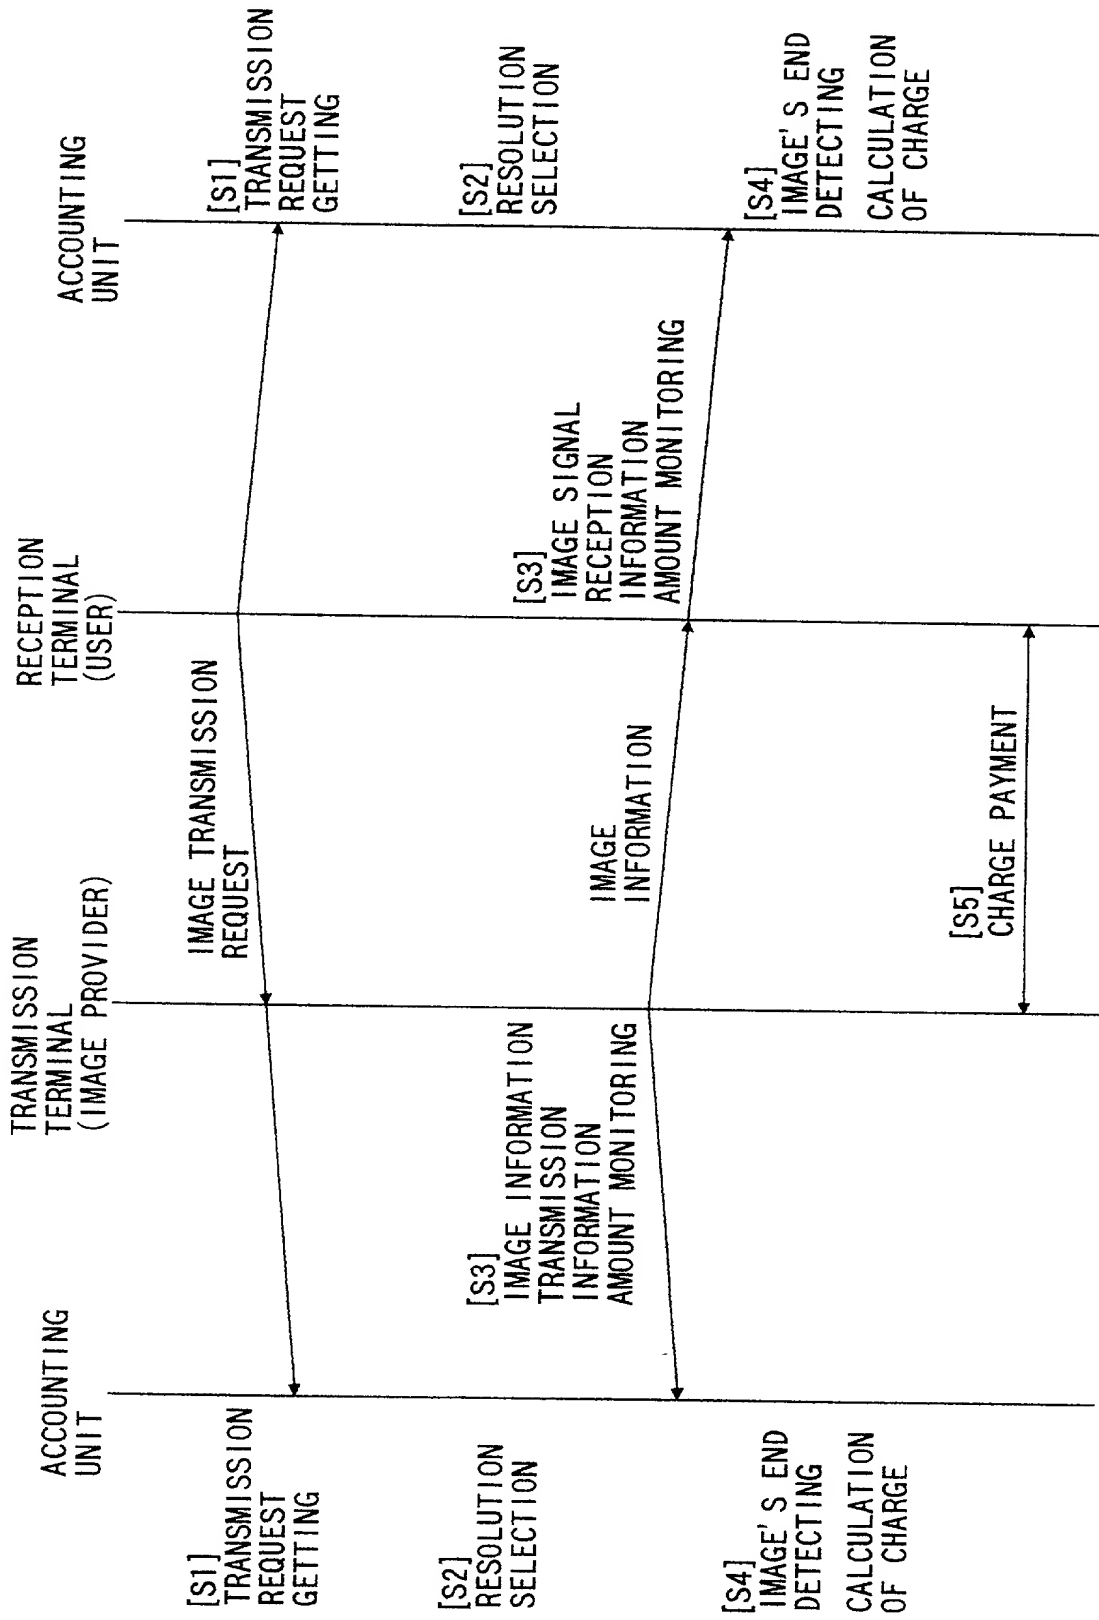 ACCOUNTING
UNIT
TRANSMISSION
TERMINAL
(IMAGE PROVIDER)
RECEPTION
TERMINAL
(USER)
ACCOUNTING
UNIT
[S1]
TRANSMISSION
REQUEST
GETTING
IMAGE TRANSMISSION
REQUEST
[S1]
TRANSMISSION
REQUEST
GETTING
[S2]
RESOLUTION
SELECTION
[S2]
RESOLUTION
SELECTION
[S3]
IMAGE INFORMATION
TRANSMISSION
INFORMATION
AMOUNT MONITORING
IMAGE
INFORMATION
[S3]
IMAGE SIGNAL
RECEPTION
INFORMATION
AMOUNT MONITORING
[S4]
IMAGE'S END
DETECTING
CALCULATION
OF CHARGE
[S4]
IMAGE'S END
DETECTING
CALCULATION
OF CHARGE
[S5]
CHARGE PAYMENT